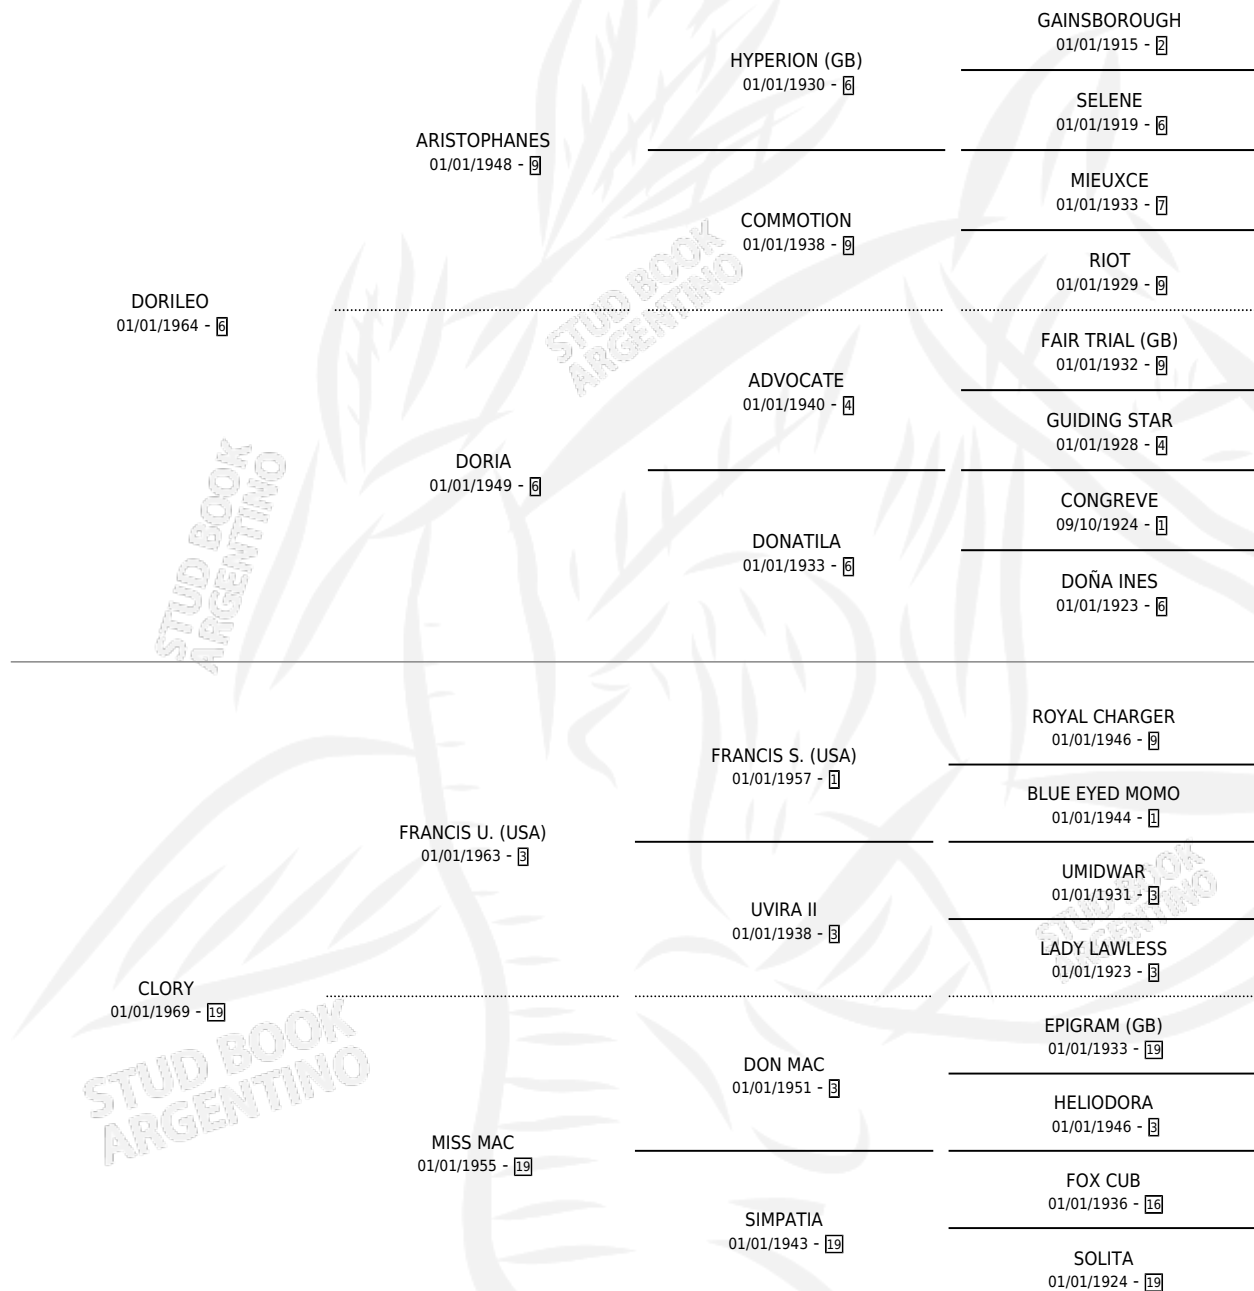 GAINSBOROUGH
01/01/1915 - 2
HYPERION (GB)
01/01/1930 - 6
SELENE
01/01/1919 - 6
ARISTOPHANES
01/01/1948 - 9
MIEUXCE
01/01/1933 - 7
COMMOTION
01/01/1938 - 9
RIOT
01/01/1929 - 9
DORILEO
01/01/1964 - 6
FAIR TRIAL (GB)
01/01/1932 - 9
ADVOCATE
01/01/1940 - 4
GUIDING STAR
01/01/1928 - 4
DORIA
01/01/1949 - 6
CONGREVE
09/10/1924 - 1
DONATILA
01/01/1933 - 6
DOÑA INES
01/01/1923 - 6
ROYAL CHARGER
01/01/1946 - 9
FRANCIS S. (USA)
01/01/1957 - 1
BLUE EYED MOMO
01/01/1944 - 1
FRANCIS U. (USA)
01/01/1963 - 3
UMIDWAR
01/01/1931 - 3
UVIRA II
01/01/1938 - 3
LADY LAWLESS
01/01/1923 - 3
CLORY
01/01/1969 - 19
EPIGRAM (GB)
01/01/1933 - 19
DON MAC
01/01/1951 - 3
HELIODORA
01/01/1946 - 3
MISS MAC
01/01/1955 - 19
FOX CUB
01/01/1936 - 16
SIMPATIA
01/01/1943 - 19
SOLITA
01/01/1924 - 19
STUD BOOK
ARGENTINO
STUD BOOK
ARGENTINO
STUD BOOK
ARGENTINO
STUD BOOK
ARGENTINO